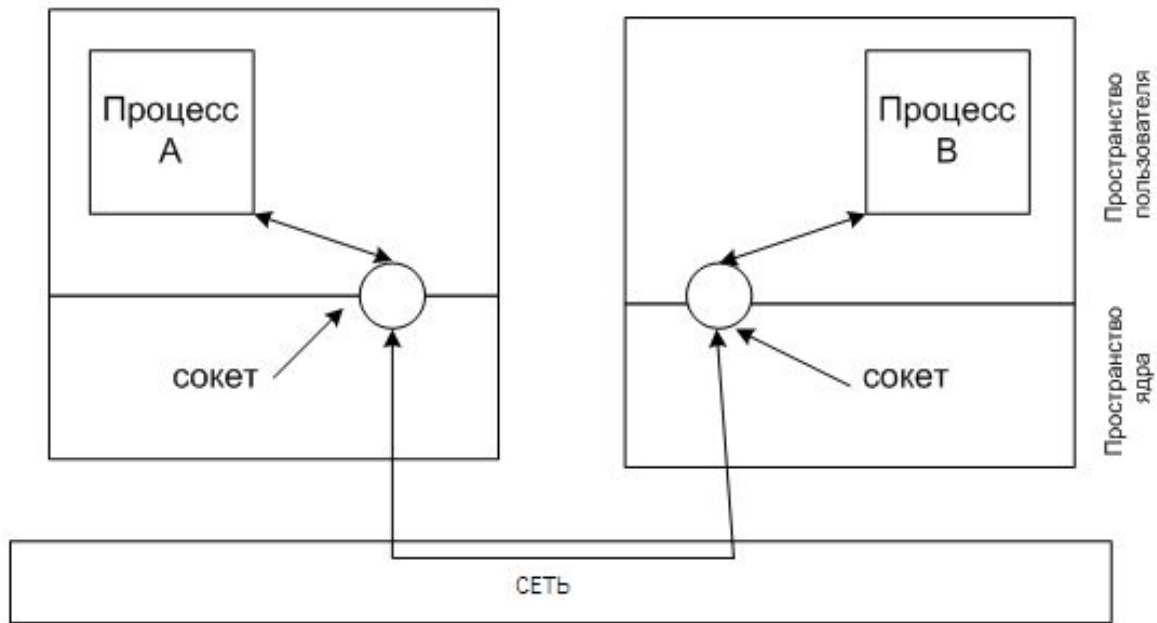 Процесс
А
Процесс
В
Пространство
пользователя
сокет
сокет
Пространство
ядра
СЕТЬ